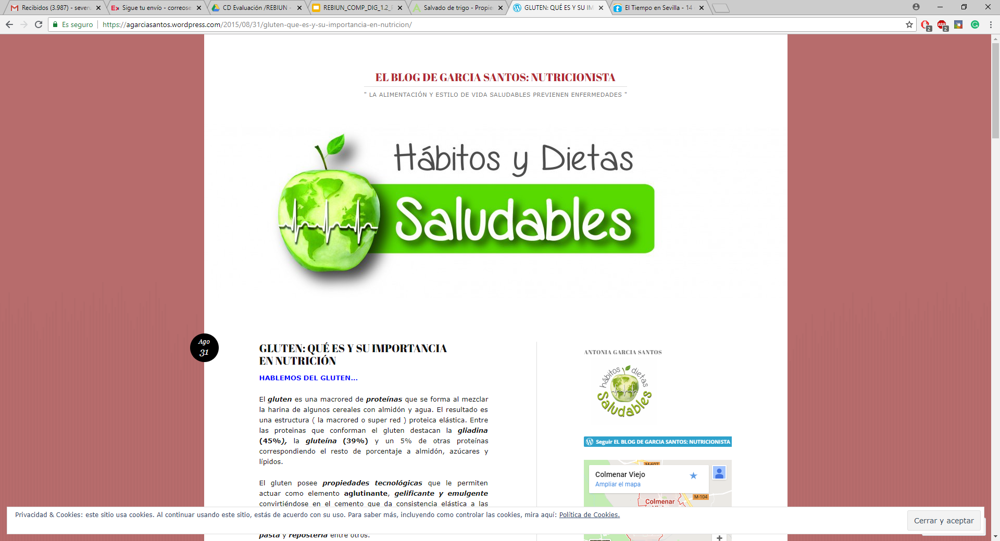 Recibidos (3.987) - sever
Sigue tu envío - correose
CD Evaluación /REBIUN -
REBIUN_COMP_DIG_1.2_
Salvado de trigo - Propie
GLUTEN: QUÉ ES Y SU IM
El Tiempo en Sevilla - 14
Es seguro
https://agarciasantos.wordpress.com/2015/08/31/gluten-que-es-y-su-importancia-en-nutricion/
2
ABP
2
EL BLOG DE GARCIA SANTOS: NUTRICIONISTA
" LA ALIMENTACIÓN Y ESTILO DE VIDA SALUDABLES PREVIENEN ENFERMEDADES "
Hábitos y Dietas
Saludables
Ago
31
GLUTEN: QUÉ ES Y SU IMPORTANCIA
EN NUTRICIÓN
HABLEMOS DEL GLUTEN...
El gluten es una macrored de proteínas que se forma al mezclar
la harina de algunos cereales con almidón y agua. El resultado es
una estructura ( la macrored o super red ) proteica elástica. Entre
las proteinas que conforman el gluten destacan la gliadina
(45%), la gluteína (39%) y un 5% de otras proteínas
correspondiendo el resto de porcentaje a almidón, azúcares y
lípidos.
El gluten posee propiedades tecnológicas que le permiten
actuar como elemento aglutinante, gelificante y emulgente
convirtiéndose en el cemento que da consistencia elástica a las
pasta y repostería entre otros.
ANTONIA GARCIA SANTOS
hábitos y dietas
Saludables
Seguir EL BLOG DE GARCIA SANTOS: NUTRICIONISTA
M-607
Colmenar Viejo
Ampliar el mapa
M-104
Colmenar
Viejo
Privacidad & Cookies: este sitio usa cookies. Al continuar usando este sitio, estás de acuerdo con su uso. Para saber más, incluyendo como controlar las cookies, mira aquí: Política de Cookies.
Cerrar y aceptar